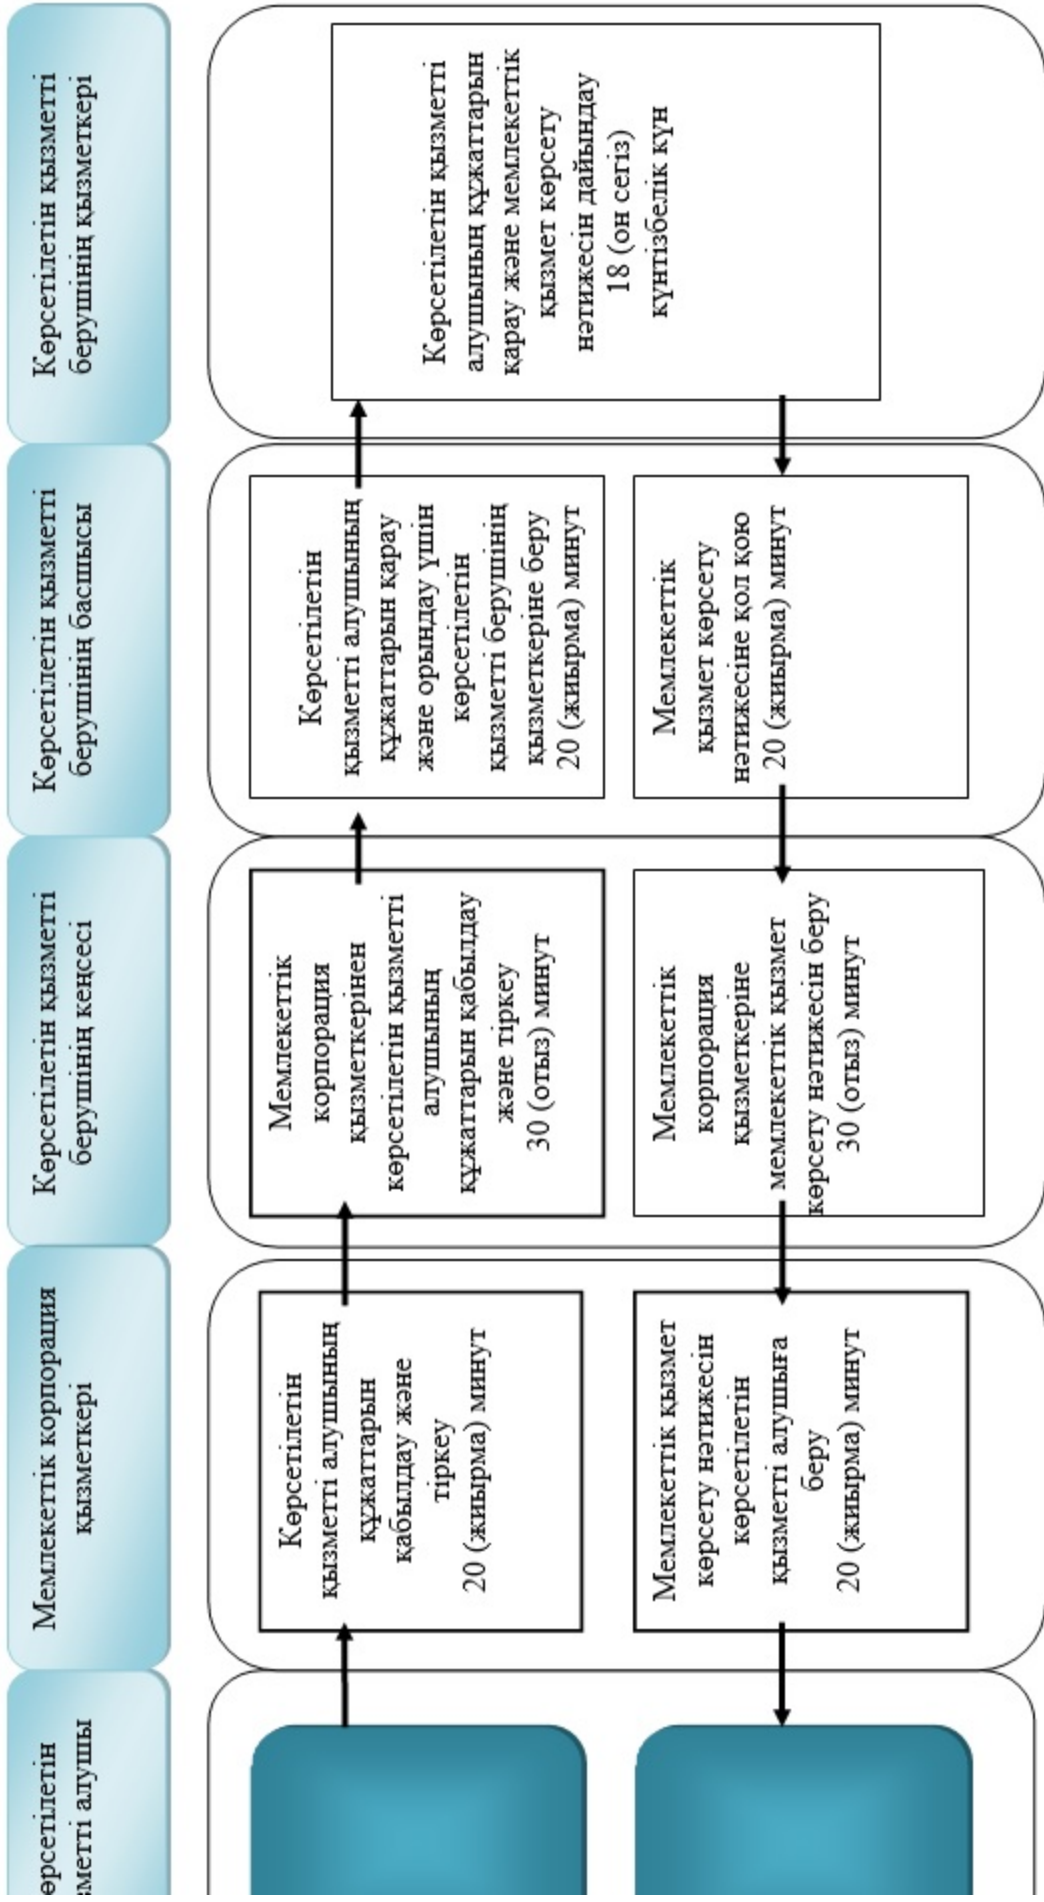 көрсетілетін
қызметті алушы
Мемлекеттік корпорация
қызметкері
Көрсетілетін қызметті
берушінің кеңсесі
Көрсетілетін қызметті
берушінің басшысы
Көрсетілетін қызметті
берушінің қызметкері
Көрсетілетін
қызметті алушының
құжаттарын
қабылдау және
тіркеу
20 (жиырма) минут
Мемлекеттік
корпорация
қызметкерінен
көрсетілетін қызметті
алушының
құжаттарын қабылдау
және тіркеу
30 (отыз) минут
Көрсетілетін
қызметті алушының
құжаттарын қарау
және орындау үшін
көрсетілетін
қызметті берушінің
қызметкеріне беру
20 (жиырма) минут
Көрсетілетін қызметті
алушының құжаттарын
қарау және мемлекеттік
қызмет көрсету
нәтижесін дайындау
18 (он сегіз)
күнтізбелік күн
Мемлекеттік қызмет
көрсету нәтижесін
көрсетілетін
қызметті алушыға
беру
20 (жиырма) минут
Мемлекеттік
корпорация
қызметкеріне
мемлекеттік қызмет
көрсету нәтижесін беру
30 (отыз) минут
Мемлекеттік
қызмет көрсету
нәтижесіне қол қою
20 (жиырма) минут